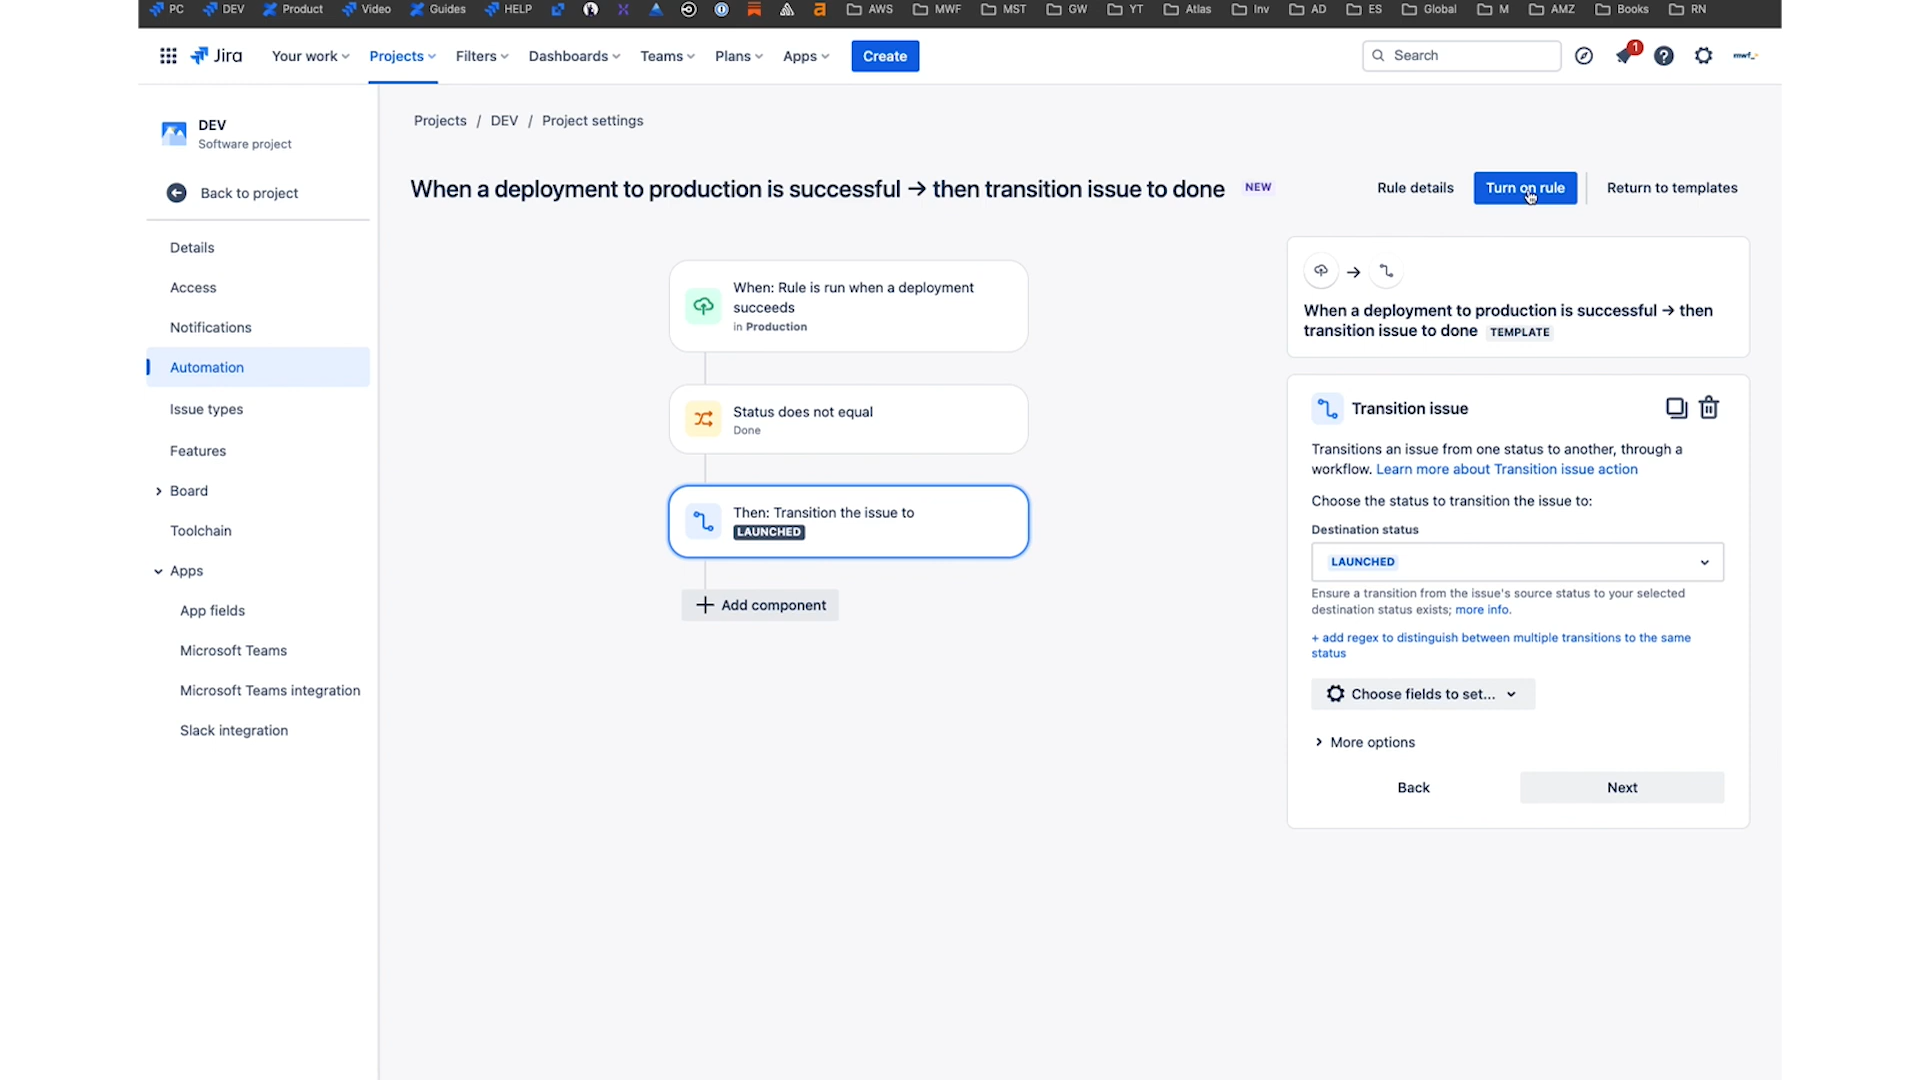 PC DEV Product Video Guides HELP AWS MWF MST GW YT Atlas Inv AD ES Global M AMZ Books RN
Jira Your work Projects Filters Dashboards Teams Plans Apps Create Search 1 mwf_
DEV
Software project
Back to project
Details
Access
Notifications
Automation
Issue types
Features
Board
Toolchain
Apps
App fields
Microsoft Teams
Microsoft Teams integration
Slack integration
Projects / DEV / Project settings
When a deployment to production is successful → then transition issue to done NEW
Rule details Turn on rule Return to templates
When: Rule is run when a deployment
succeeds
in Production
Status does not equal
Done
Then: Transition the issue to
LAUNCHED
+ Add component
When a deployment to production is successful → then
transition issue to done TEMPLATE
Transition issue
Transitions an issue from one status to another, through a
workflow. Learn more about Transition issue action
Choose the status to transition the issue to:
Destination status
LAUNCHED
Ensure a transition from the issue's source status to your selected
destination status exists; more info.
+ add regex to distinguish between multiple transitions to the same
status
Choose fields to set...
More options
Back Next